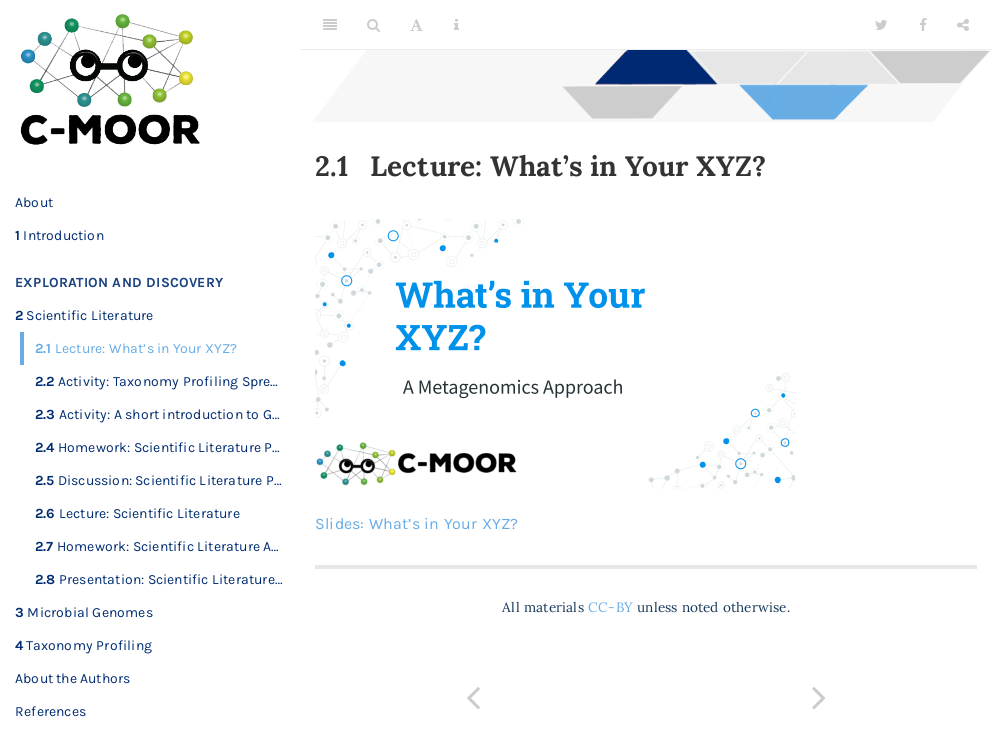 C-MOOR
About
1 Introduction
EXPLORATION AND DISCOVERY
2 Scientific Literature
2.1 Lecture: What's in Your XYZ?
2.2 Activity: Taxonomy Profiling Spre...
2.3 Activity: A short introduction to G...
2.4 Homework: Scientific Literature P...
2.5 Discussion: Scientific Literature P...
2.6 Lecture: Scientific Literature
2.7 Homework: Scientific Literature A...
2.8 Presentation: Scientific Literature...
3 Microbial Genomes
4 Taxonomy Profiling
About the Authors
References
2.1 Lecture: What's in Your XYZ?
What's in Your
XYZ?
A Metagenomics Approach
C-MOOR
Slides: What's in Your XYZ?
All materials CC-BY unless noted otherwise.